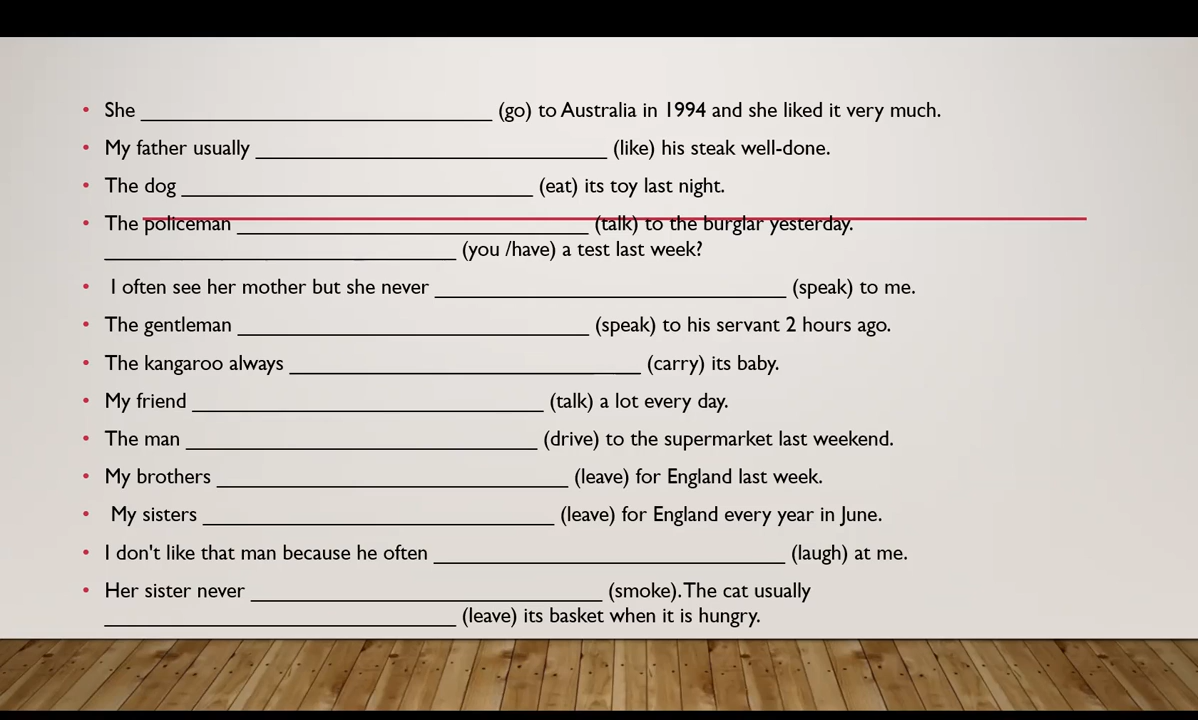 • She ________________________________ (go) to Australia in 1994 and she liked it very much.
• My father usually ________________________________ (like) his steak well-done.
• The dog ________________________________ (eat) its toy last night.
• The policeman ________________________________ (talk) to the burglar yesterday.
________________________________ (you /have) a test last week?
• I often see her mother but she never ________________________________ (speak) to me.
• The gentleman ________________________________ (speak) to his servant 2 hours ago.
• The kangaroo always ________________________________ (carry) its baby.
• My friend ________________________________ (talk) a lot every day.
• The man ________________________________ (drive) to the supermarket last weekend.
• My brothers ________________________________ (leave) for England last week.
• My sisters ________________________________ (leave) for England every year in June.
• I don't like that man because he often ________________________________ (laugh) at me.
• Her sister never ________________________________ (smoke). The cat usually
________________________________ (leave) its basket when it is hungry.